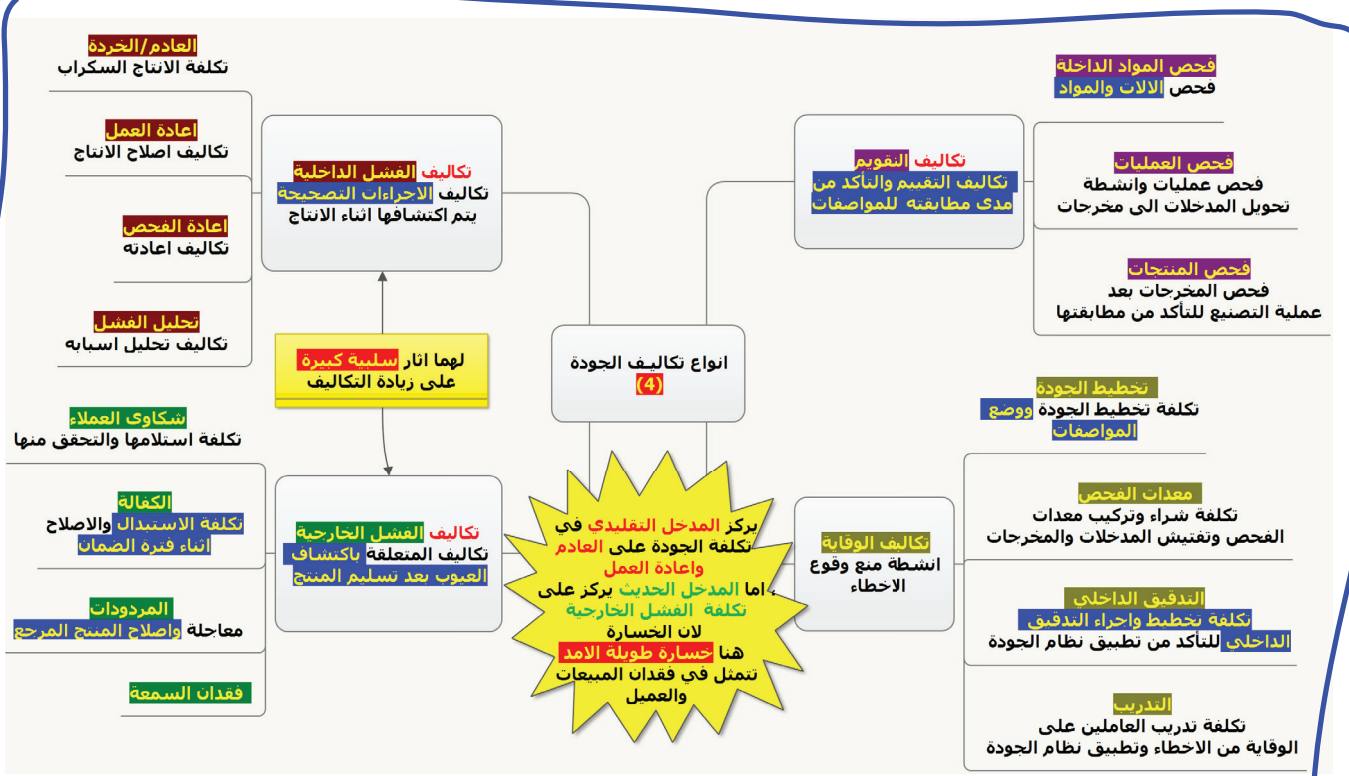 انواع تكاليف الجودة
(4)
تكاليف التقويم
تكاليف التقييم والتأكد من
مدى مطابقته للمواصفات
فحص المواد الداخلة
فحص الالات والمواد
فحص العمليات
فحص عمليات وانشطة
تحويل المدخلات الى مخرجات
فحص المنتجات
فحص المخرجات بعد
عملية التصنيع للتأكد من مطابقتها
تكاليف الوقاية
انشطة منع وقوع
الاخطاء
تخطيط الجودة
تكلفة تخطيط الجودة ووضع
المواصفات
معدات الفحص
تكلفة شراء وتركيب معدات
الفحص وتفتيش المدخلات والمخرجات
التدقيق الداخلي
تكلفة تخطيط واجراء التدقيق
الداخلي للتأكد من تطبيق نظام الجودة
التدريب
تكلفة تدريب العاملين على
الوقاية من الاخطاء وتطبيق نظام الجودة
تكاليف الفشل الداخلية
تكاليف الاجراءات التصحيحة
يتم اكتشافها اثناء الانتاج
العادم/الخردة
تكلفة الانتاج السكراب
اعادة العمل
تكاليف اصلاح الانتاج
اعادة الفحص
تكاليف اعادته
تحليل الفشل
تكاليف تحليل اسبابه
لهما اثار سلبية كبيرة
على زيادة التكاليف
تكاليف الفشل الخارجية
تكاليف المتعلقة باكتشاف
العيوب بعد تسليم المنتج
شكاوى العملاء
تكلفة استلامها والتحقق منها
الكفالة
تكلفة الاستبدال والاصلاح
اثناء فترة الضمان
المردودات
معاجلة واصلاح المنتج المرجع
فقدان السمعة
يركز المدخل التقليدي في
تكلفة الجودة على العادم
واعادة العمل
، اما المدخل الحديث يركز على
تكلفة الفشل الخارجية
لان الخسارة
هنا خسارة طويلة الامد
تتمثل في فقدان المبيعات
والعميل